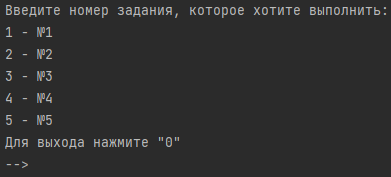 Введите номер задания, которое хотите выполнить:
1 - №1
2 - №2
3 - №3
4 - №4
5 - №5
Для выхода нажмите "0"
-->